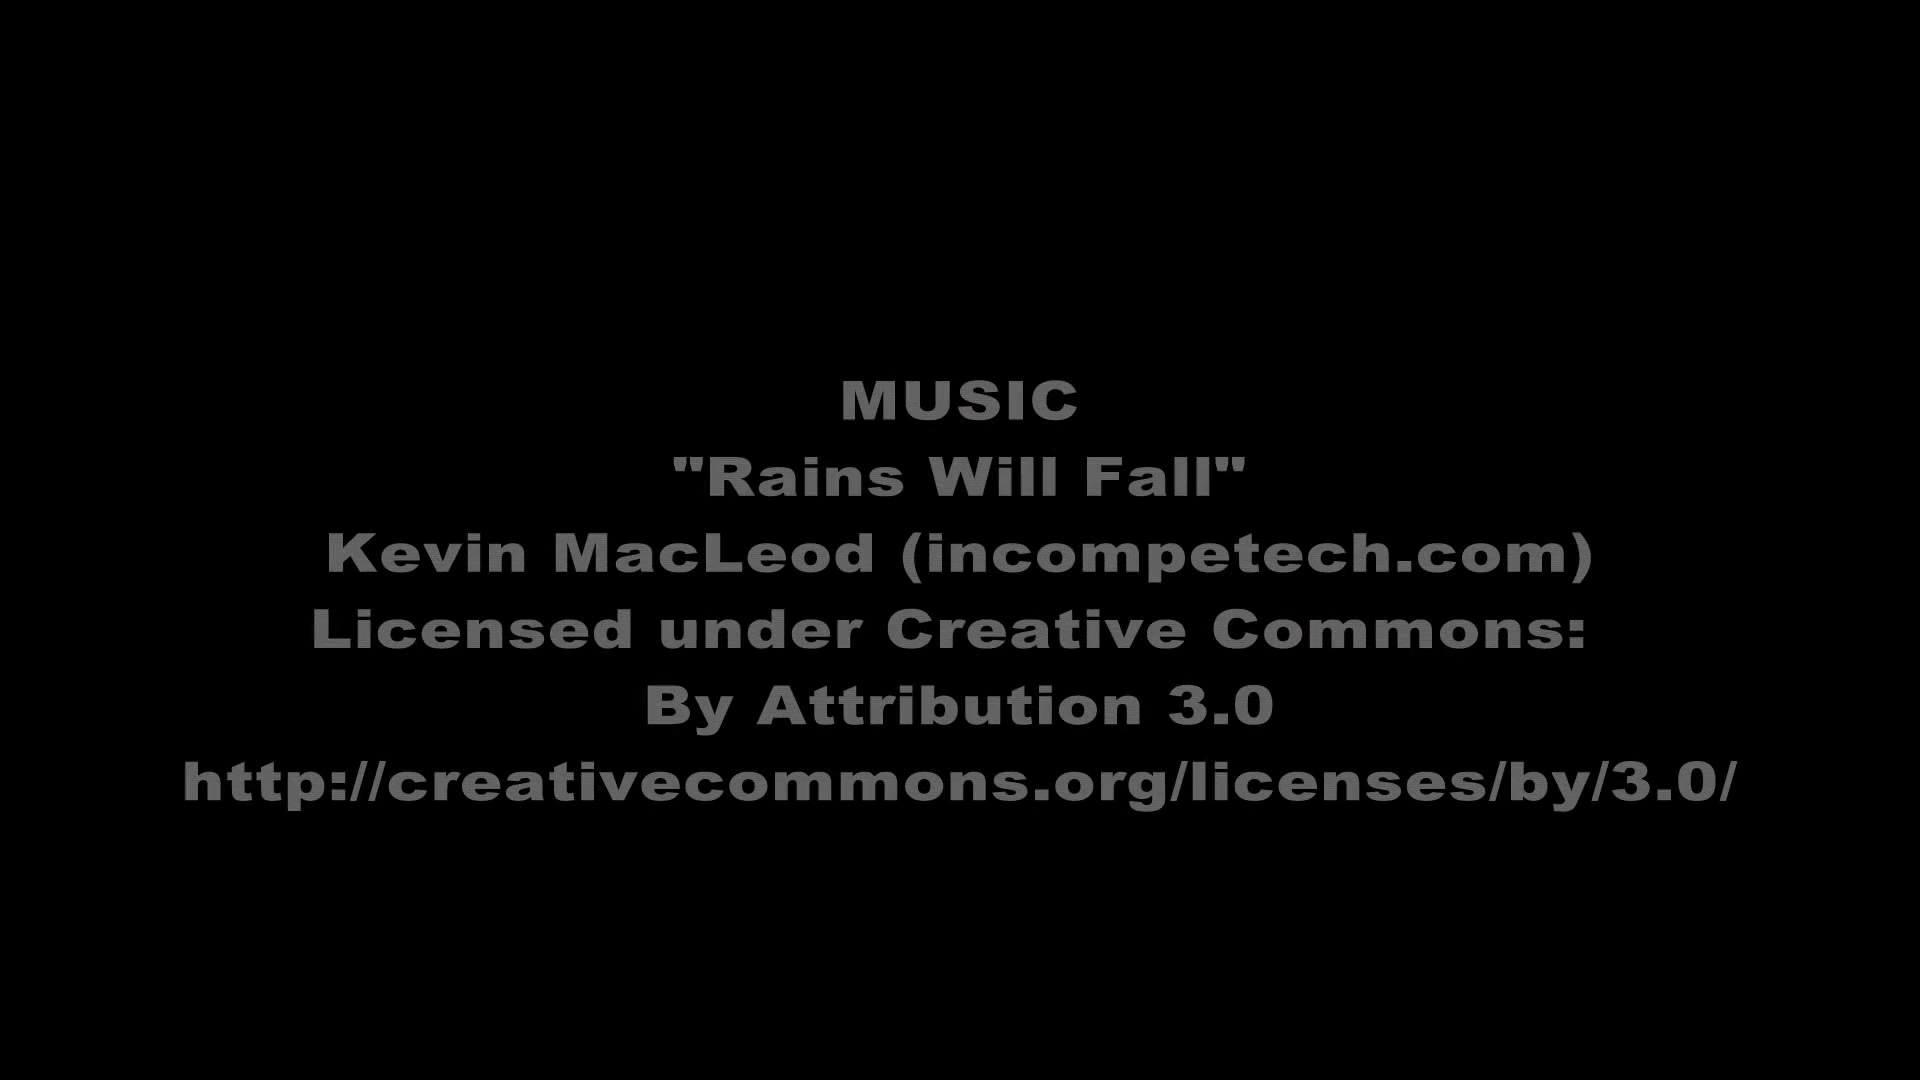 MUSIC
"Rains Will Fall"
Kevin MacLeod (incompetech.com)
Licensed under Creative Commons:
By Attribution 3.0
http://creativecommons.org/licenses/by/3.0/